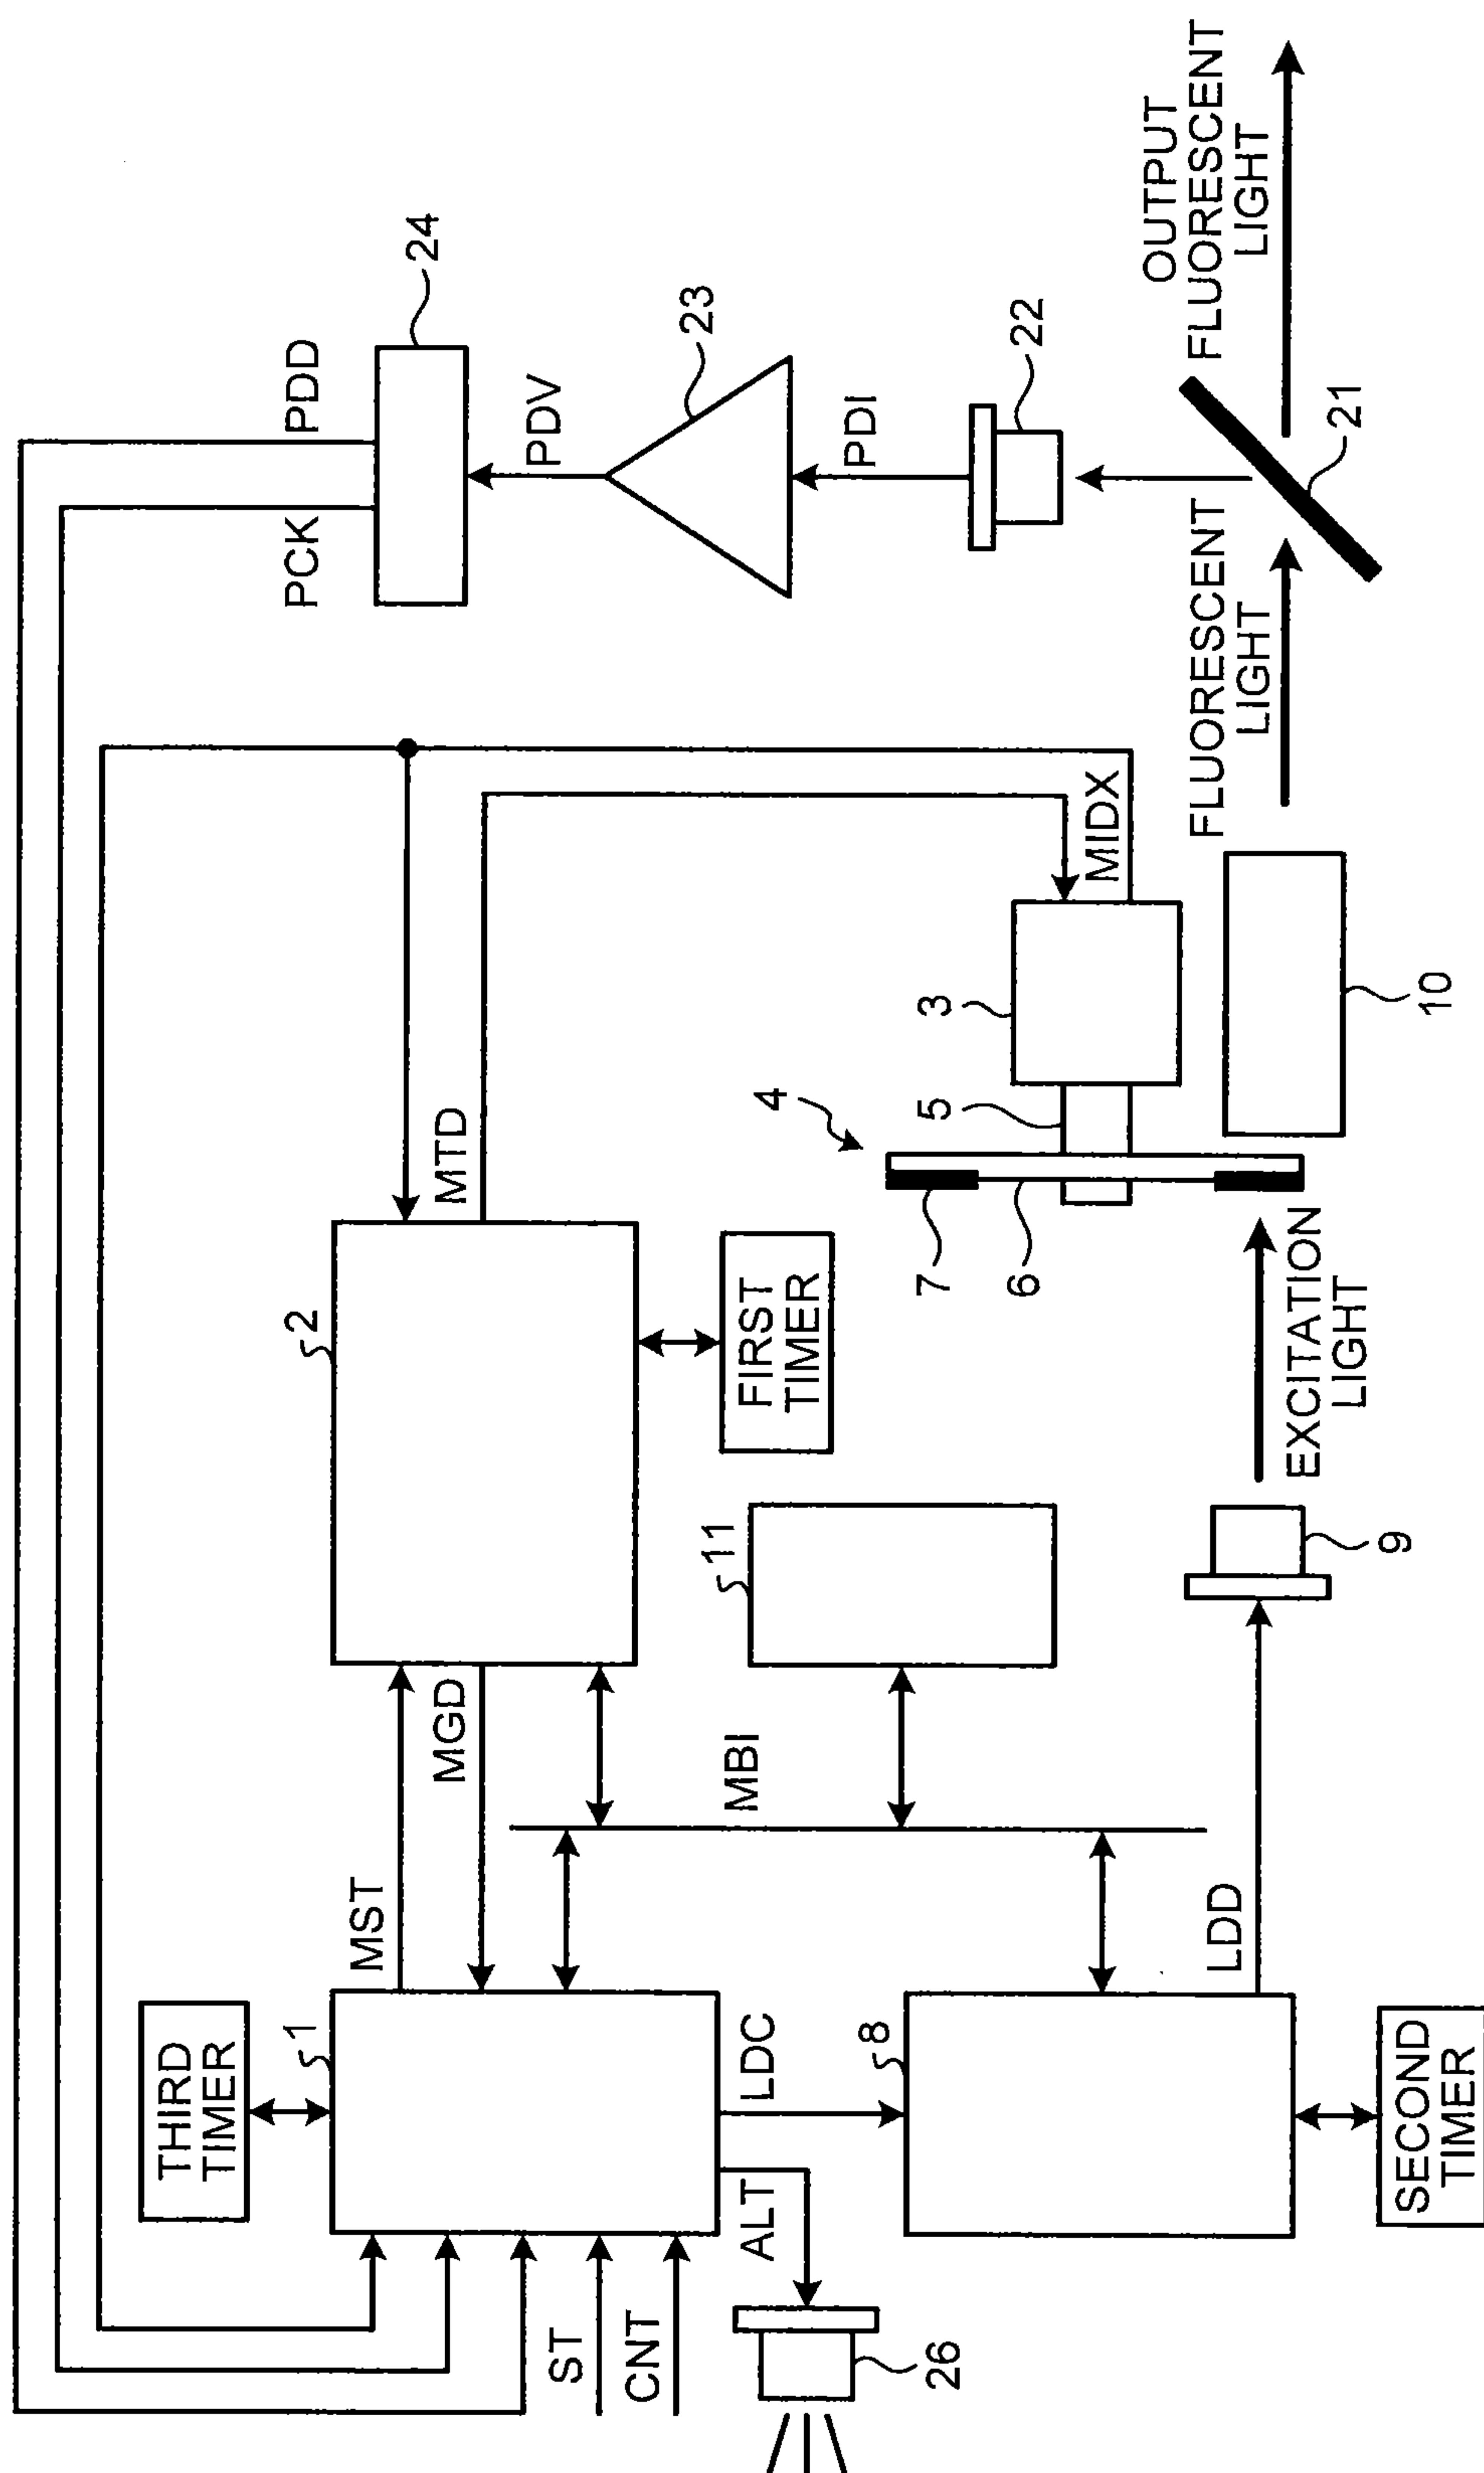 THIRD
TIMER
1
MST
MGD
2
MTD
FIRST
TIMER
PCK
PDD
24
PDV
23
PDI
22
ST
CNT
ALT
26
LDC
MBI
11
8
LDD
SECOND
TIMER
9
EXCITATION
LIGHT
4
7
6
5
3
MIDX
10
FLUORESCENT
LIGHT
21
OUTPUT
FLUORESCENT
LIGHT